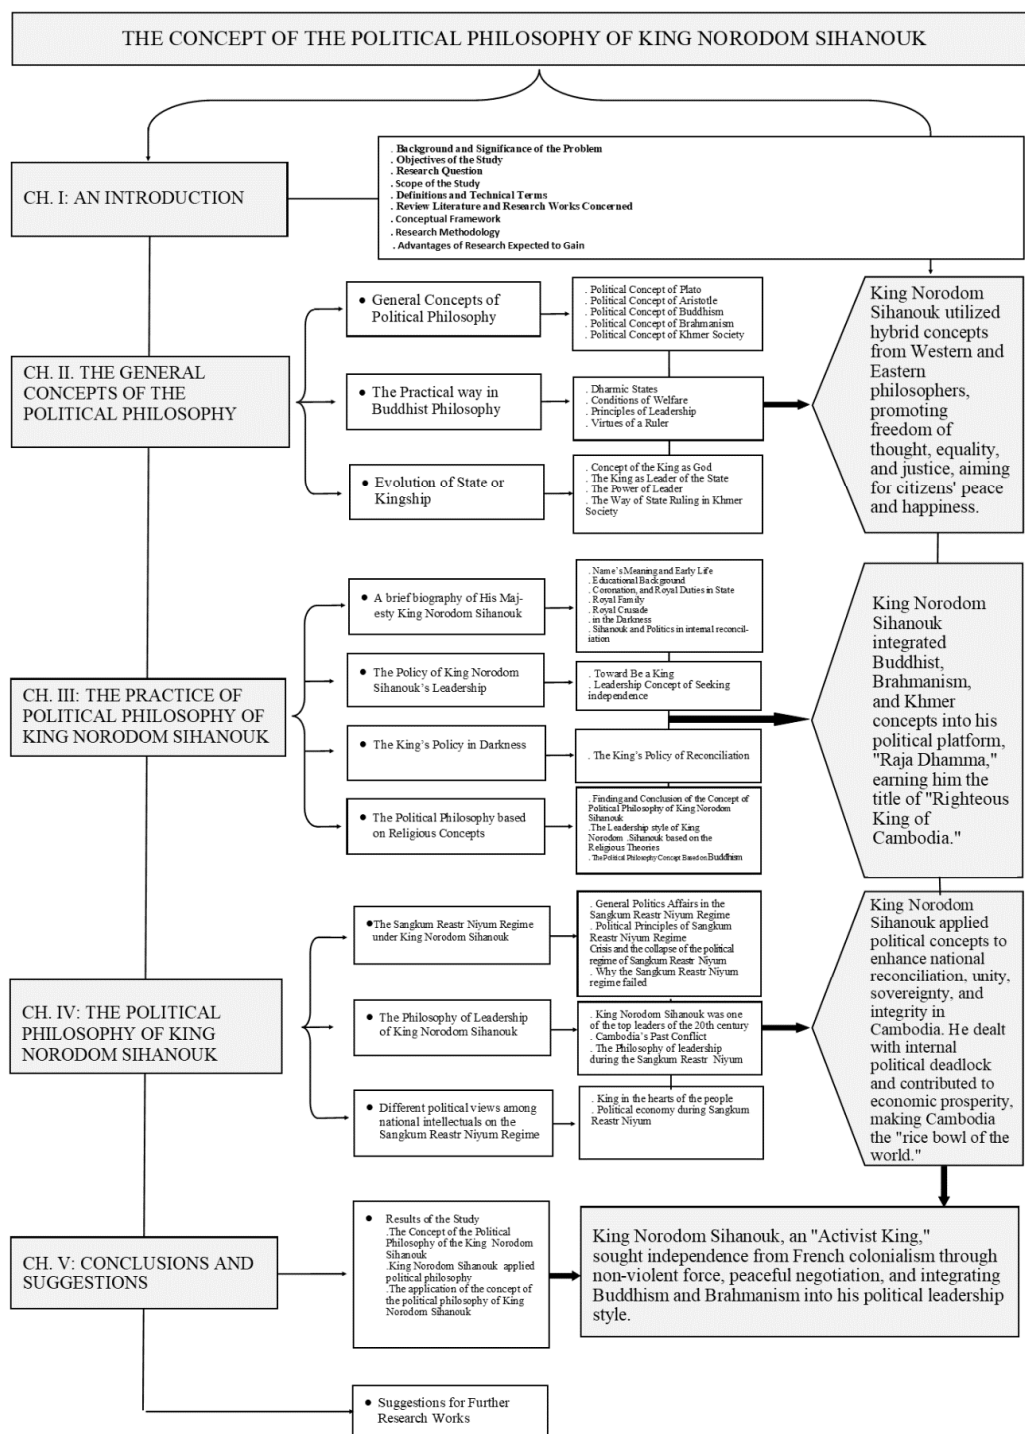 THE CONCEPT OF THE POLITICAL PHILOSOPHY OF KING NORODOM SIHANOUK
CH. I: AN INTRODUCTION
. Background and Significance of the Problem
. Objectives of the Study
. Research Question
. Scope of the Study
. Definitions and Technical Terms
. Review Literature and Research Works Concerned
. Conceptual Framework
. Research Methodology
. Advantages of Research Expected to Gain
CH. II. THE GENERAL
CONCEPTS OF THE
POLITICAL PHILOSOPHY
• General Concepts of
Political Philosophy
. Political Concept of Plato
. Political Concept of Aristotle
. Political Concept of Buddhism
. Political Concept of Brahmanism
. Political Concept of Khmer Society
• The Practical way in
Buddhist Philosophy
. Dharmic States
. Conditions of Welfare
. Principles of Leadership
. Virtues of a Ruler
• Evolution of State or
Kingship
. Concept of the King as God
. The King as Leader of the State
. The Power of Leader
. The Way of State Ruling in Khmer
Society
King Norodom
Sihanouk utilized
hybrid concepts
from Western and
Eastern
philosophers,
promoting
freedom of
thought, equality,
and justice, aiming
for citizens' peace
and happiness.
CH. III: THE PRACTICE OF
POLITICAL PHILOSOPHY OF
KING NORODOM SIHANOUK
• A brief biography of His Maj-
esty King Norodom Sihanouk
. Name's Meaning and Early Life
. Educational Background
. Coronation, and Royal Duties in State
. Royal Family
. Royal Crusade
. in the Darkness
. Sihanouk and Politics in internal reconcil-
iation
• The Policy of King Norodom
Sihanouk's Leadership
. Toward Be a King
. Leadership Concept of Seeking
independence
• The King's Policy in Darkness
. The King's Policy of Reconciliation
• The Political Philosophy based
on Religious Concepts
. Finding and Conclusion of the Concept of
Political Philosophy of King Norodom
Sihanouk
.The Leadership style of King
Norodom .Sihanouk based on the
Religious Theories
. The Political Philosophy Concept Based on Buddhism
King Norodom
Sihanouk
integrated
Buddhist,
Brahmanism,
and Khmer
concepts into his
political platform,
"Raja Dhamma,"
earning him the
title of "Righteous
King of
Cambodia."
CH. IV: THE POLITICAL
PHILOSOPHY OF KING
NORODOM SIHANOUK
•The Sangkum Reastr Niyum Regime
under King Norodom Sihanouk
. General Politics Affairs in the
Sangkum Reastr Niyum Regime
. Political Principles of Sangkum
Reastr Niyum Regime
Crisis and the collapse of the political
regime of Sangkum Reastr Niyum
. Why the Sangkum Reastr Niyum
regime failed
• The Philosophy of Leadership
of King Norodom Sihanouk
. King Norodom Sihanouk was one
of the top leaders of the 20th century
. Cambodia's Past Conflict
. The Philosophy of leadership
during the Sangkum Reastr Niyum
• Different political views among
national intellectuals on the
Sangkum Reastr Niyum Regime
. King in the hearts of the people
. Political economy during Sangkum
Reastr Niyum
King Norodom
Sihanouk applied
political concepts to
enhance national
reconciliation, unity,
sovereignty, and
integrity in
Cambodia. He dealt
with internal
political deadlock
and contributed to
economic prosperity,
making Cambodia
the "rice bowl of the
world."
CH. V: CONCLUSIONS AND
SUGGESTIONS
• Results of the Study
.The Concept of the Political
Philosophy of the King Norodom
Sihanouk
.King Norodom Sihanouk applied
political philosophy
.The application of the concept of
the political philosophy of King
Norodom Sihanouk
King Norodom Sihanouk, an "Activist King,"
sought independence from French colonialism through
non-violent force, peaceful negotiation, and integrating
Buddhism and Brahmanism into his political leadership
style.
• Suggestions for Further
Research Works